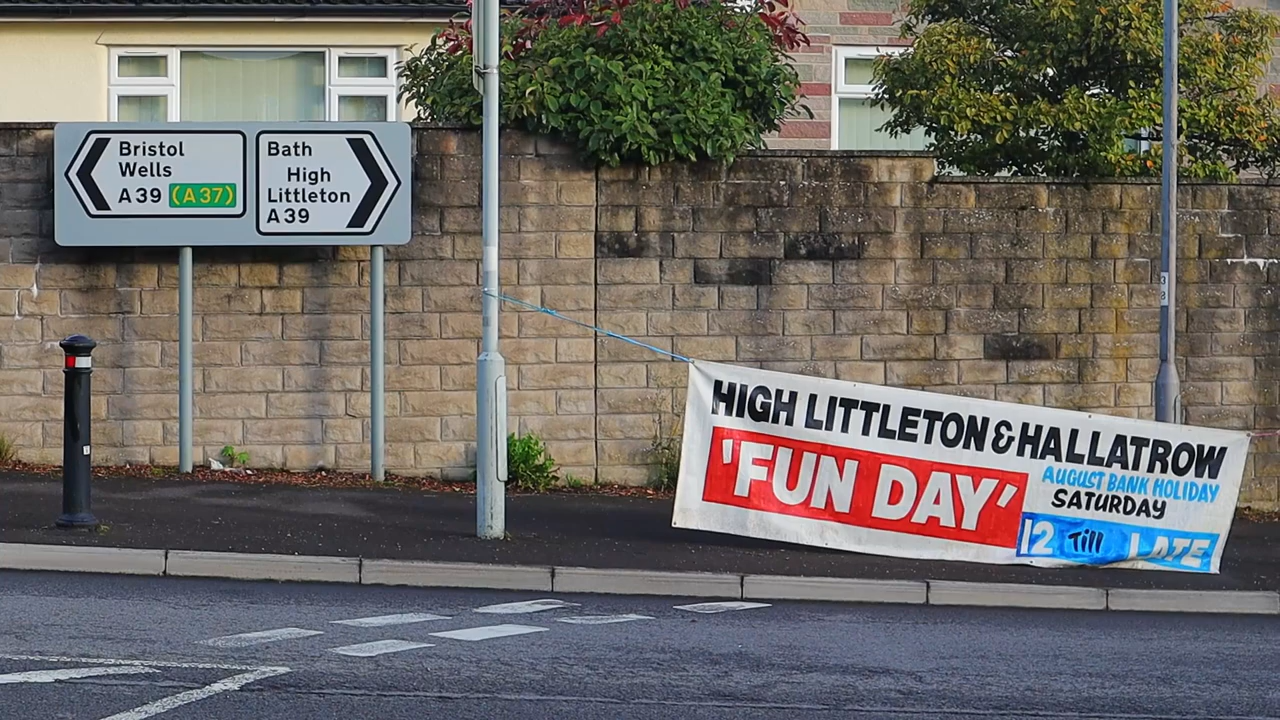 Bristol
Wells
A39 (A37)
Bath
High
Littleton
A39
HIGH LITTLETON & HALLATROW
'FUN DAY'
AUGUST BANK HOLIDAY
SATURDAY
12 Till LATE